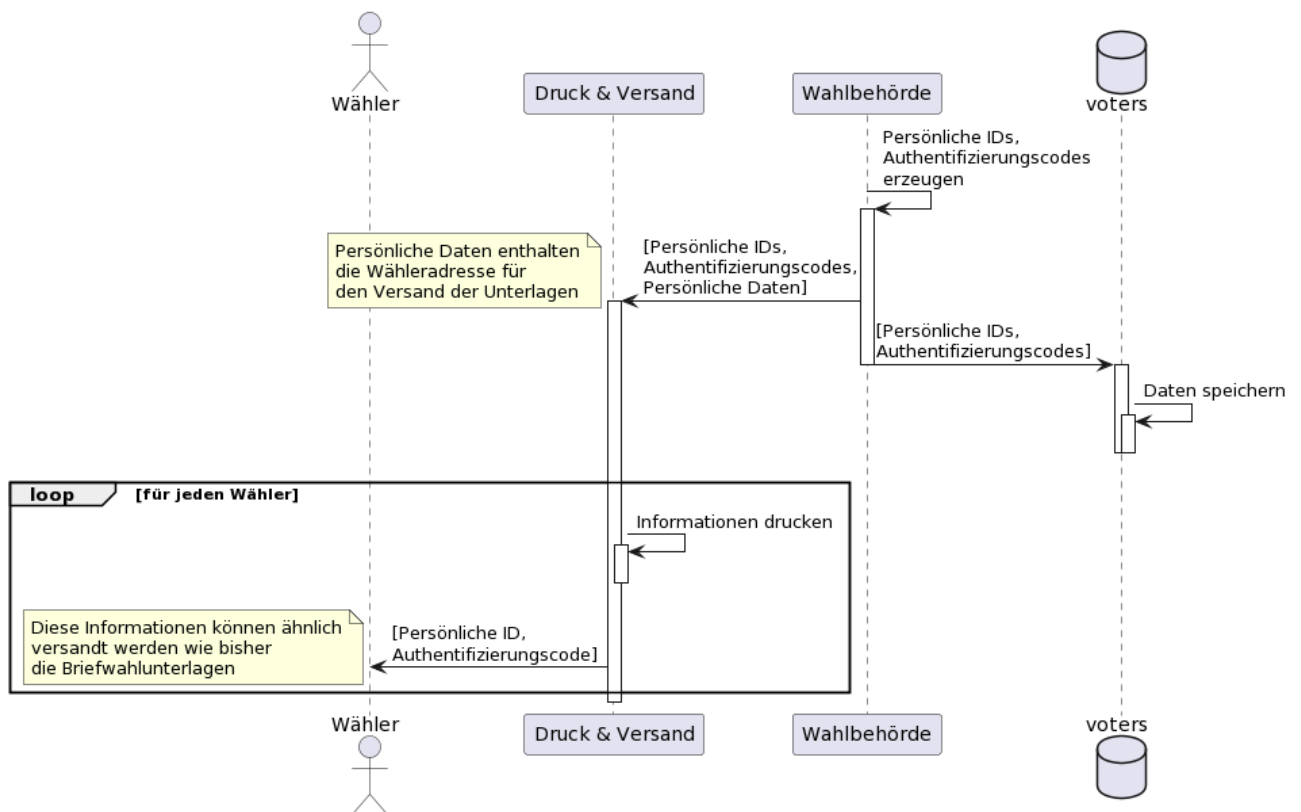 Wähler
Druck & Versand
Wahlbehörde
voters
Persönliche IDs,
Authentifizierungscodes
erzeugen
Persönliche Daten enthalten
die Wähleradresse für
den Versand der Unterlagen
[Persönliche IDs,
Authentifizierungscodes,
Persönliche Daten]
[Persönliche IDs,
Authentifizierungscodes]
Daten speichern
loop
[für jeden Wähler]
Informationen drucken
Diese Informationen können ähnlich
versandt werden wie bisher
die Briefwahlunterlagen
[Persönliche ID,
Authentifizierungscode]
Wähler
Druck & Versand
Wahlbehörde
voters